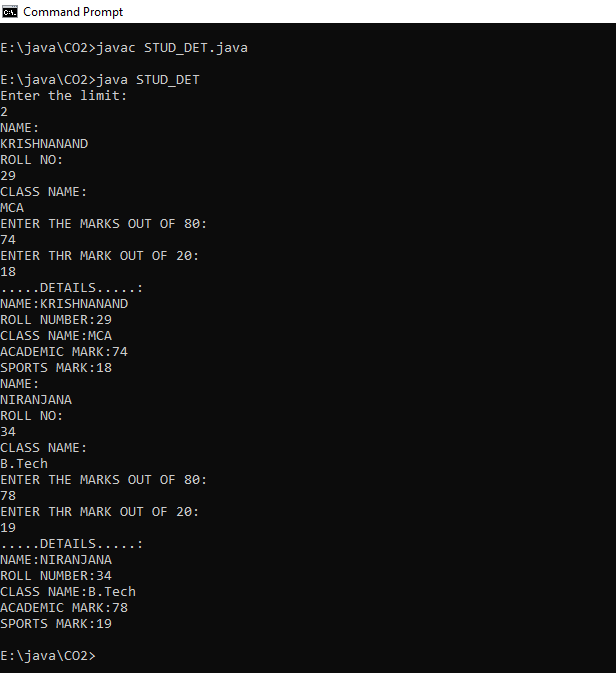 Command Prompt
E:\java\CO2>javac STUD_DET.java
E:\java\CO2>java STUD_DET
Enter the limit:
2
NAME:
KRISHNANAND
ROLL NO:
29
CLASS NAME:
MCA
ENTER THE MARKS OUT OF 80:
74
ENTER THR MARK OUT OF 20:
18
.....DETAILS.....:
NAME:KRISHNANAND
ROLL NUMBER:29
CLASS NAME:MCA
ACADEMIC MARK:74
SPORTS MARK:18
NAME:
NIRANJANA
ROLL NO:
34
CLASS NAME:
B.Tech
ENTER THE MARKS OUT OF 80:
78
ENTER THR MARK OUT OF 20:
19
.....DETAILS.....:
NAME:NIRANJANA
ROLL NUMBER:34
CLASS NAME:B.Tech
ACADEMIC MARK:78
SPORTS MARK:19
E:\java\CO2>